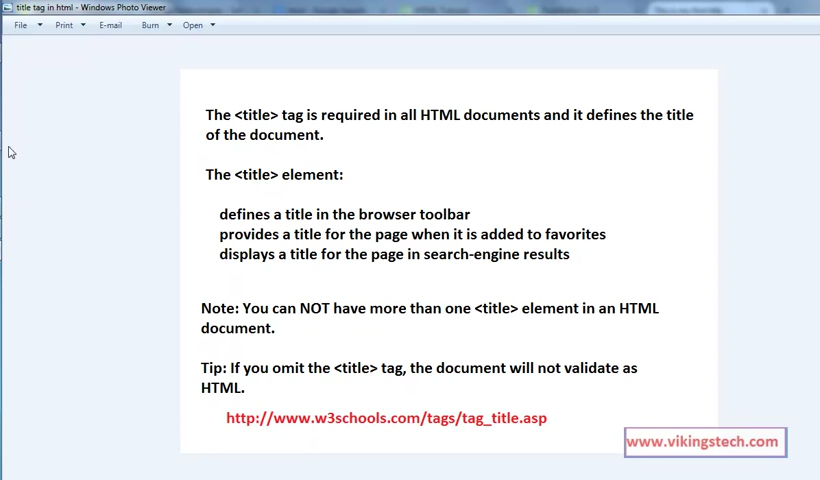 title tag in html - Windows Photo Viewer
File Print E-mail Burn Open
The <title> tag is required in all HTML documents and it defines the title
of the document.
The <title> element:
defines a title in the browser toolbar
provides a title for the page when it is added to favorites
displays a title for the page in search-engine results
Note: You can NOT have more than one <title> element in an HTML
document.
Tip: If you omit the <title> tag, the document will not validate as
HTML.
http://www.w3schools.com/tags/tag_title.asp
www.vikingstech.com